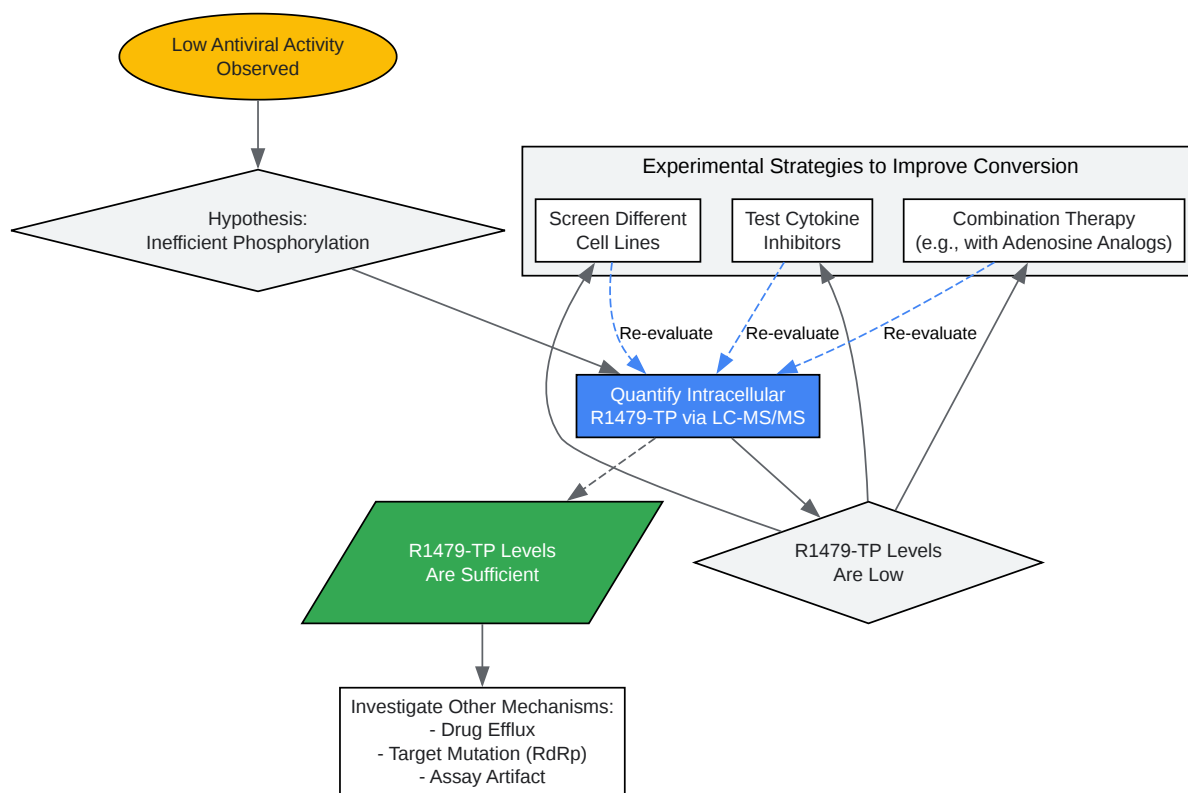 Low Antiviral Activity
Observed
Hypothesis:
Inefficient Phosphorylation
Experimental Strategies to Improve Conversion
Screen Different
Cell Lines
Test Cytokine
Inhibitors
Combination Therapy
(e.g., with Adenosine Analogs)
Re-evaluate
Re-evaluate
Re-evaluate
Quantify Intracellular
R1479-TP via LC-MS/MS
R1479-TP Levels
Are Sufficient
R1479-TP Levels
Are Low
Investigate Other Mechanisms:
- Drug Efflux
- Target Mutation (RdRp)
- Assay Artifact